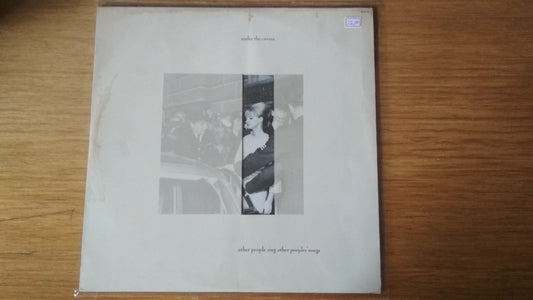 under the covers
other people sing other peoples' songs